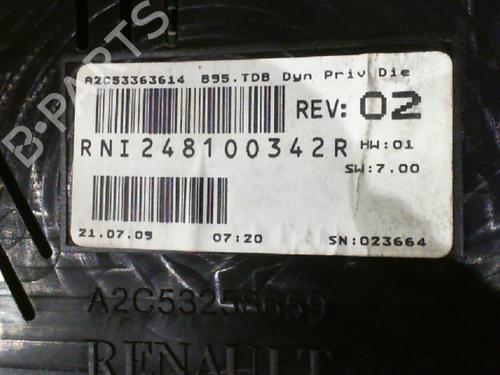 A2C53363614 B95.TDB Dyn Priv Die
REV: 02
RNI248100342R HW:01
SW:7.00
21.07.09 07:20 SN:023664
A2C53258659
RENAULT
B-PARTS